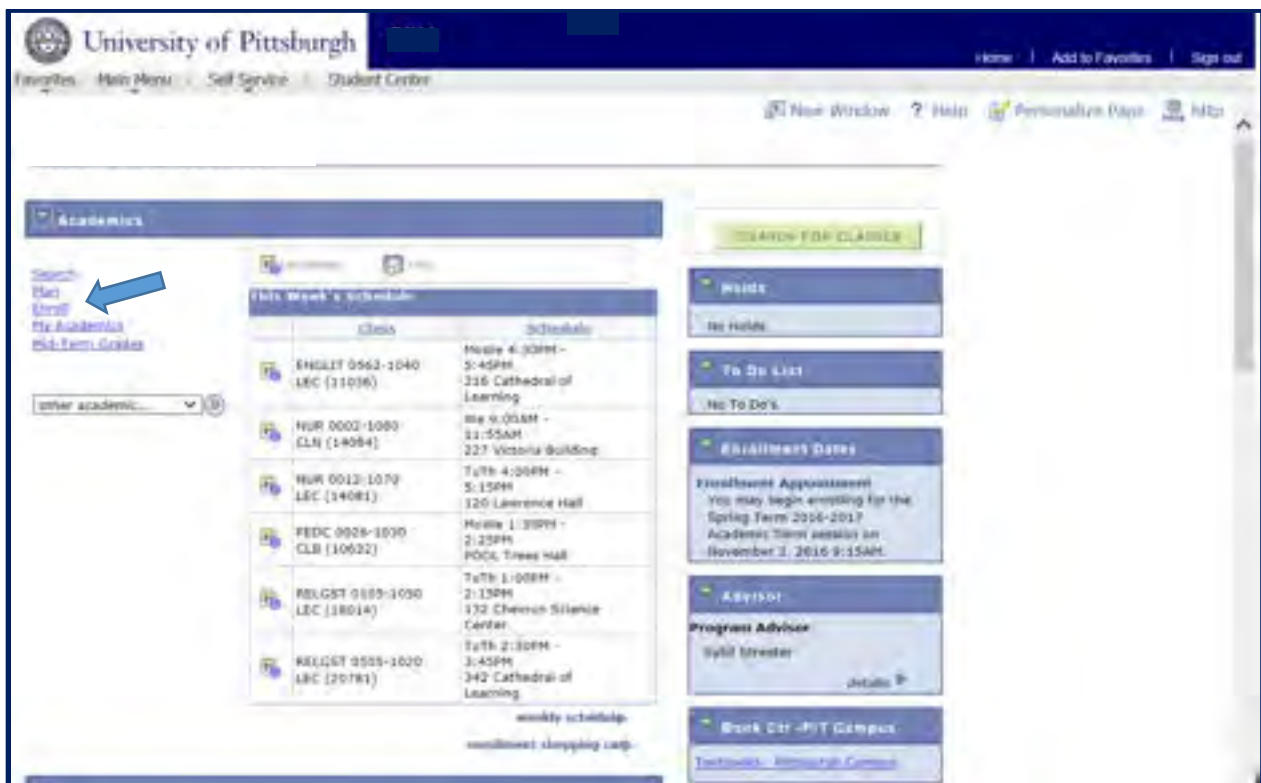 University of Pittsburgh
Home | Add to Favorites | Sign out
Favorites Main Menu Self Service Student Center
New Window ? Help Personalize Page http
Academics
Search
Plan
Enroll
My Academics
Mid-Term Grades
other academic...
This Week's Schedule
Class Schedule
ENGLIT 0562-1040
LEC (11036)
MoWe 4:30PM -
5:45PM
216 Cathedral of
Learning
NUR 0002-1080
CLN (14084)
We 9:00AM -
11:55AM
227 Victoria Building
NUR 0012-1070
LEC (14081)
TuTh 4:00PM -
5:15PM
120 Lawrence Hall
PEDC 0026-1030
CLB (10622)
MoWe 1:30PM -
2:25PM
POOL Trees Hall
RELGST 0105-1050
LEC (18014)
TuTh 1:00PM -
2:15PM
132 Chevron Science
Center
RELGST 0505-1020
LEC (20781)
TuTh 2:30PM -
3:45PM
342 Cathedral of
Learning
weekly schedule
enrollment shopping cart
SEARCH FOR CLASSES
Holds
No Holds.
To Do List
No To Do's.
Enrollment Dates
Enrollment Appointment
You may begin enrolling for the
Spring Term 2016-2017
Academic Term session on
November 2016 9:15AM.
Advisor
Program Advisor
Streeter
details
Book Ctr -PIT Campus
Textbooks - Pittsburgh Campus